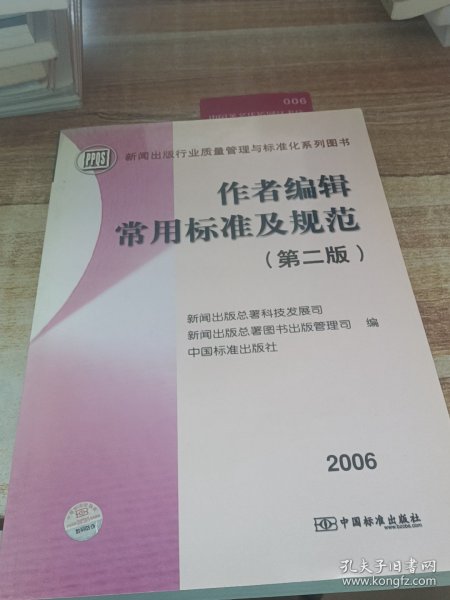 006
PPQS
新闻出版行业质量管理与标准化系列图书
作者编辑
常用标准及规范
(第二版)
新闻出版总署科技发展司
新闻出版总署图书出版管理司 编
中国标准出版社
2006
中国标准出版社
www.bzcbs.com
孔夫子旧书网
www.kongfz.com